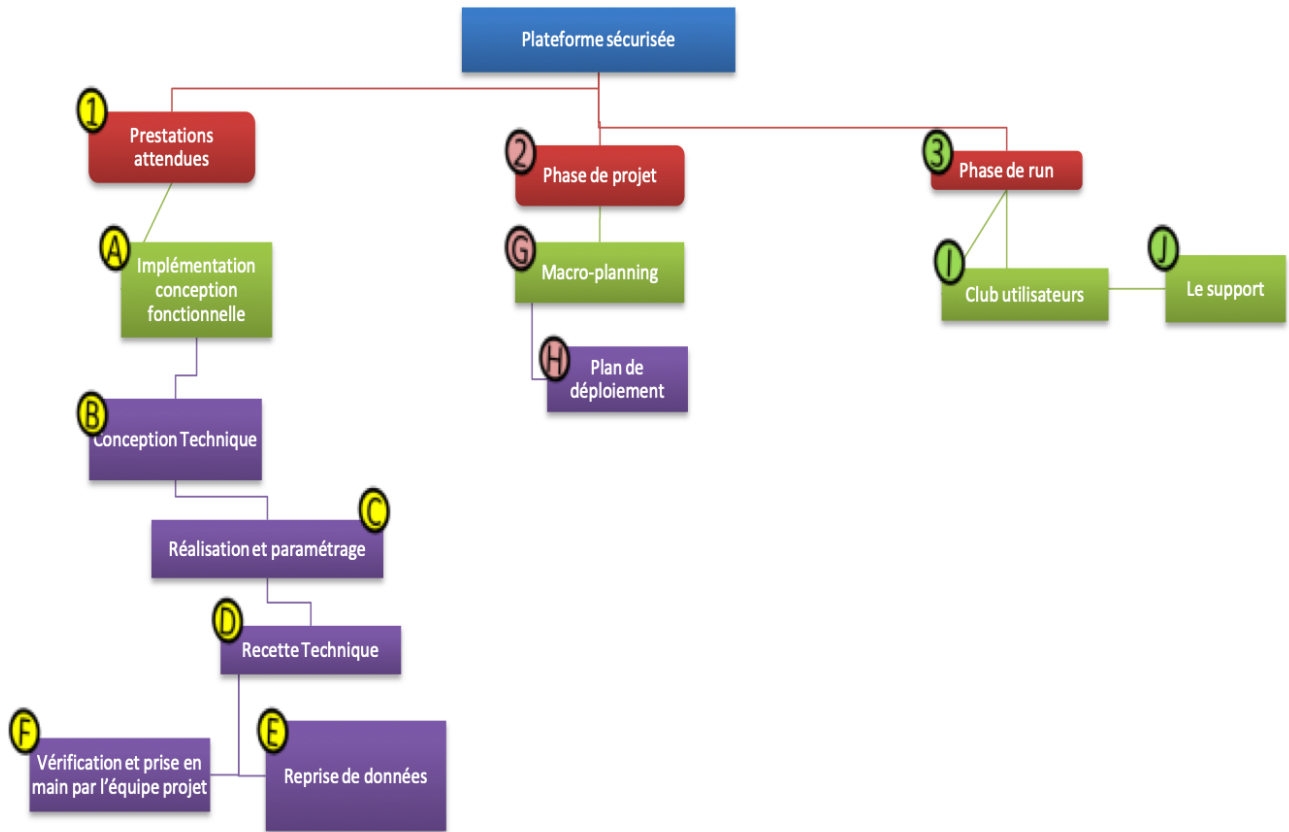 Plateforme sécurisée
1
Prestations
attendues
2
Phase de projet
3
Phase de run
A
Implémentation
conception
fonctionnelle
G
Macro-planning
I
Club utilisateurs
J
Le support
H
Plan de
déploiement
B
Conception Technique
C
Réalisation et paramétrage
D
Recette Technique
F
Vérification et prise en
main par l'équipe projet
E
Reprise de données